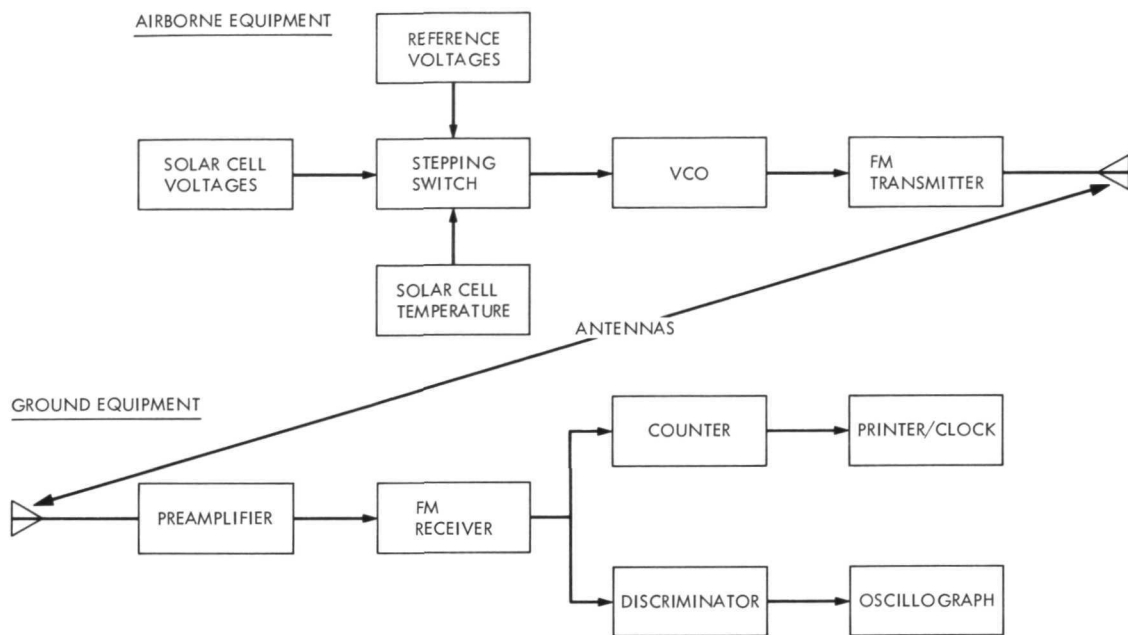 AIRBORNE EQUIPMENT
REFERENCE
VOLTAGES
SOLAR CELL
VOLTAGES
STEPPING
SWITCH
VCO
FM
TRANSMITTER
SOLAR CELL
TEMPERATURE
ANTENNAS
GROUND EQUIPMENT
COUNTER
PRINTER/CLOCK
PREAMPLIFIER
FM
RECEIVER
DISCRIMINATOR
OSCILLOGRAPH